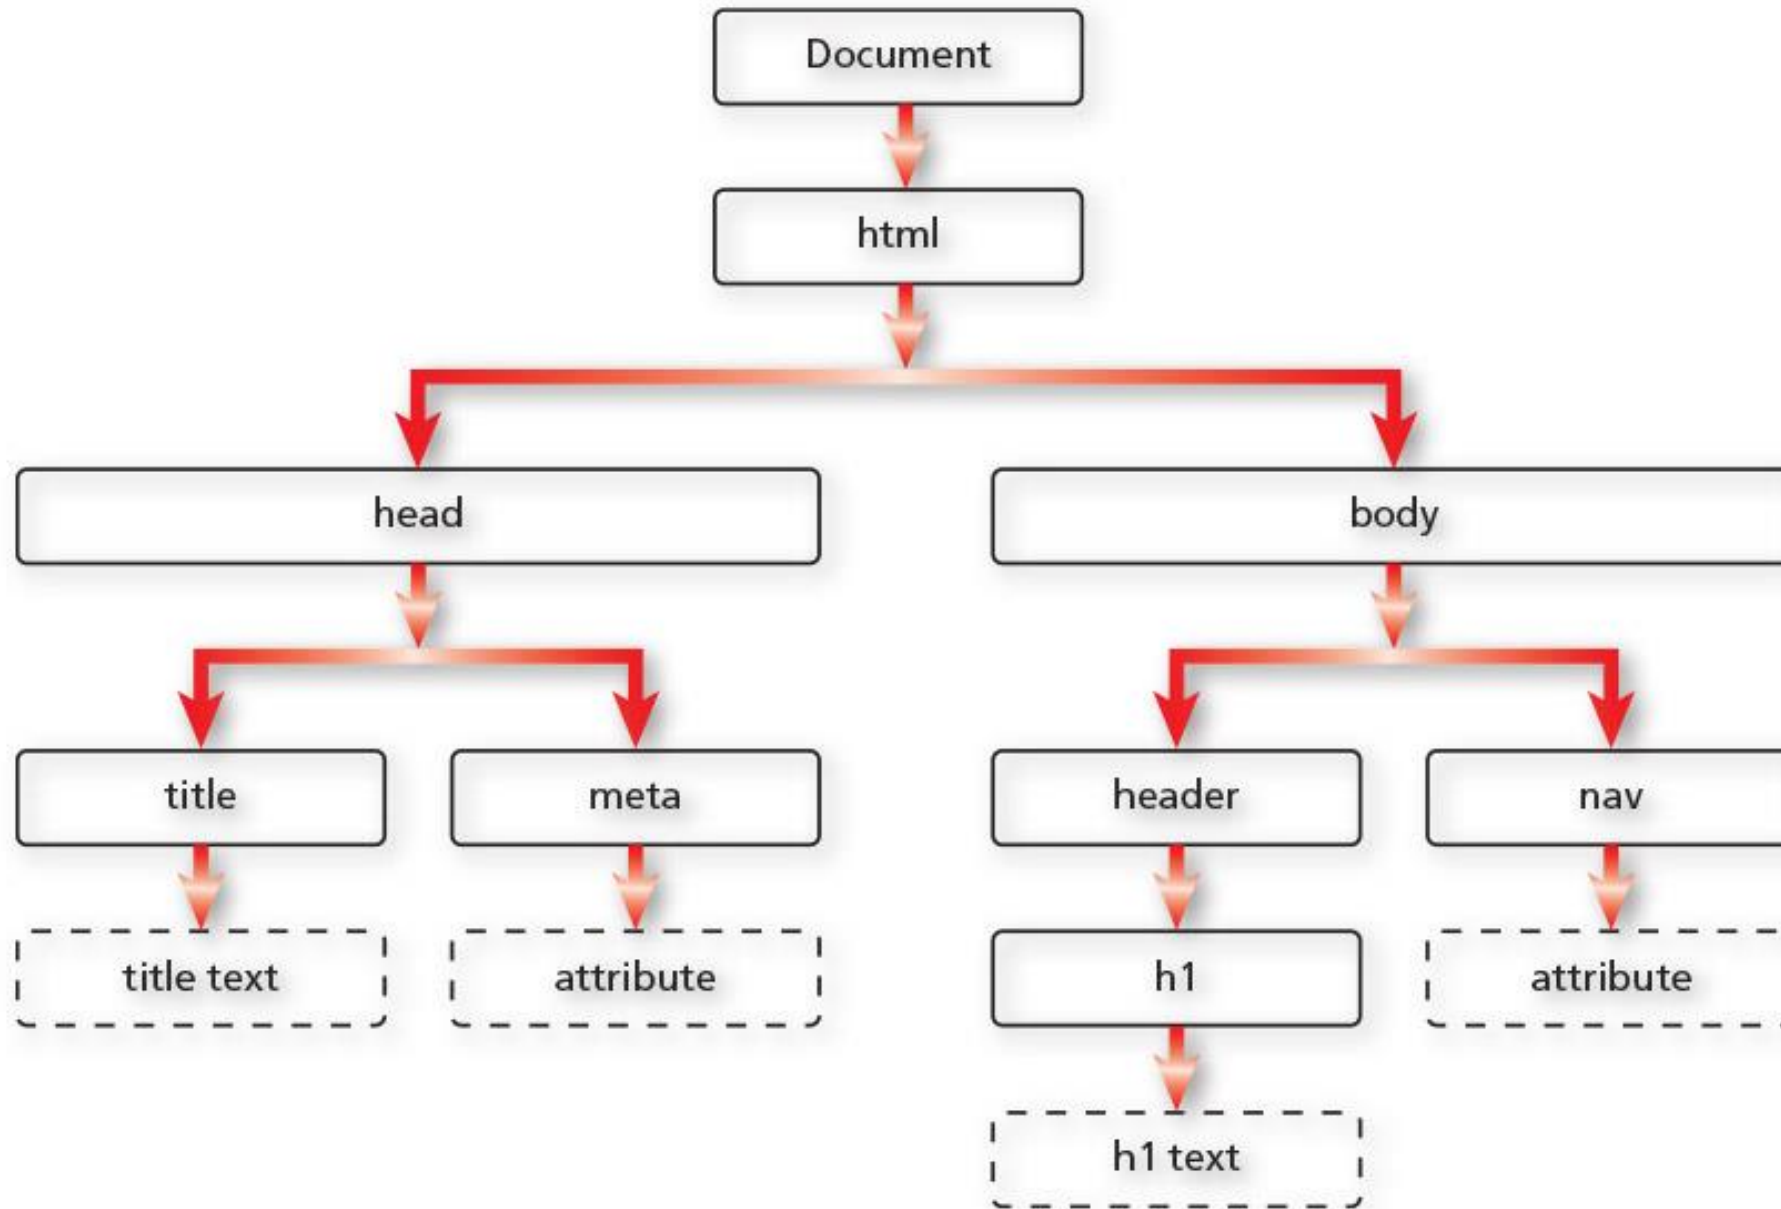 Document
html
head
body
title
meta
header
nav
title text
attribute
h1
attribute
h1 text